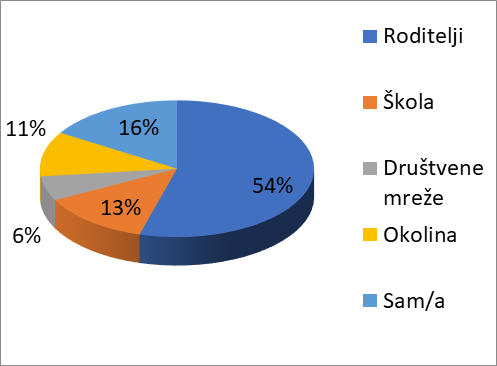 Roditelji
Škola
Društvene
mreže
Okolina
Sam/a
54%
13%
6%
11%
16%